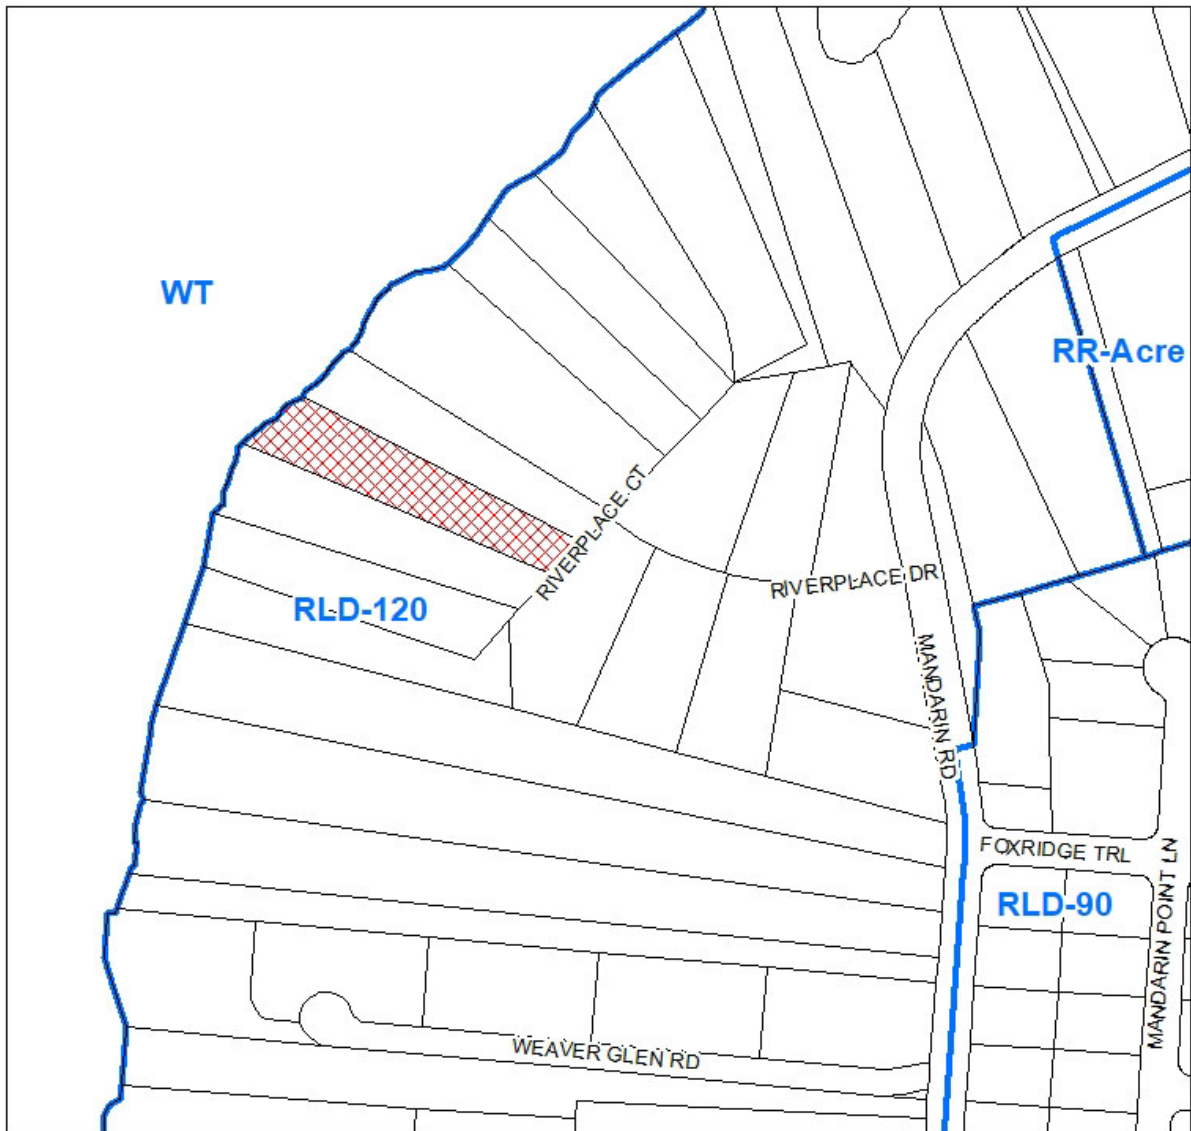 WT
RR-Acre
RIVERPLACE CT
RIVERPLACE DR
RLD-120
MANDARIN RD
FOXRIDGE TRL
RLD-90
MANDARIN POINT LN
WEAVER GLEN RD